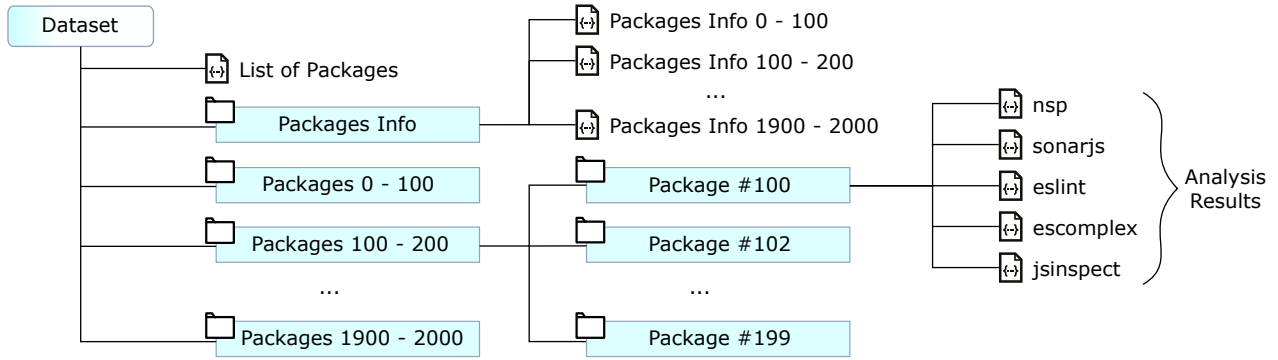 Dataset
List of Packages
Packages Info
Packages 0 - 100
Packages 100 - 200
...
Packages 1900 - 2000
Packages Info 0 - 100
Packages Info 100 - 200
...
Packages Info 1900 - 2000
Package #100
Package #102
...
Package #199
nsp
sonarjs
eslint
escomplex
jsinspect
Analysis
Results